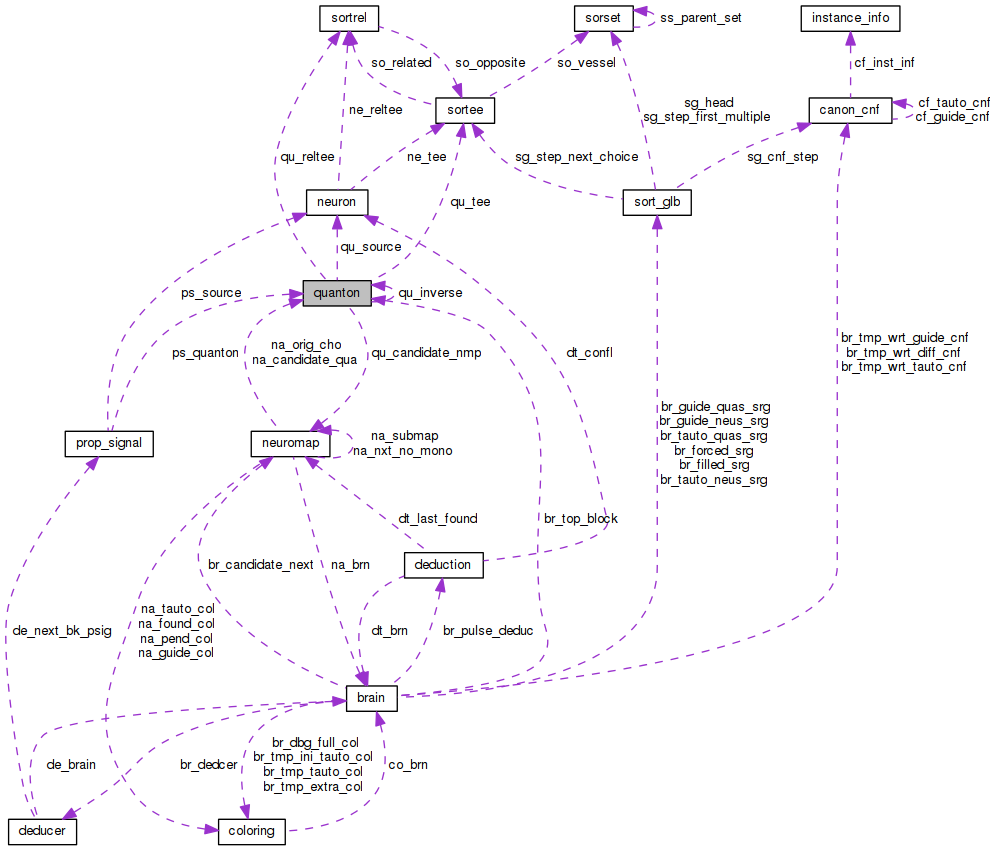 sortrel
sorset
ss_parent_set
instance_info
so_related
so_opposite
so_vessel
cf_inst_inf
ne_reltee
sortee
sg_head
sg_step_first_multiple
canon_cnf
cf_tauto_cnf
cf_guide_cnf
qu_reltee
ne_tee
sg_step_next_choice
sg_cnf_step
neuron
qu_tee
sort_glb
qu_source
ps_source
quanton
qu_inverse
ps_quanton
na_orig_cho
na_candidate_qua
qu_candidate_nmp
dt_confl
br_tmp_wrt_guide_cnf
br_tmp_wrt_diff_cnf
br_tmp_wrt_tauto_cnf
br_guide_quas_srg
br_guide_neus_srg
br_tauto_quas_srg
br_forced_srg
br_filled_srg
br_tauto_neus_srg
prop_signal
neuromap
na_submap
na_nxt_no_mono
dt_last_found
br_top_block
br_candidate_next
na_brn
deduction
na_tauto_col
na_found_col
na_pend_col
na_guide_col
de_next_bk_psig
dt_brn
br_pulse_deduc
brain
de_brain
br_dedcer
br_dbg_full_col
br_tmp_ini_tauto_col
br_tmp_tauto_col
br_tmp_extra_col
co_brn
deducer
coloring